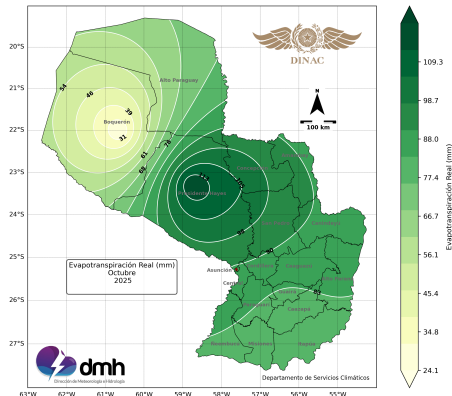 DINAC
N
100 km
20°S
21°S
22°S
23°S
24°S
25°S
26°S
27°S
63°W
62°W
61°W
60°W
59°W
58°W
57°W
56°W
55°W
Alto Paraguay
Boquerón
Asunción
54
46
39
31
61
68
76
Evapotranspiración Real (mm)
Octubre
2025
dmh
Dirección de Meteorología e Hidrología
Departamento de Servicios Climáticos
109.3
98.7
88.0
77.4
66.7
56.1
45.4
34.8
24.1
Evapotranspiración Real (mm)